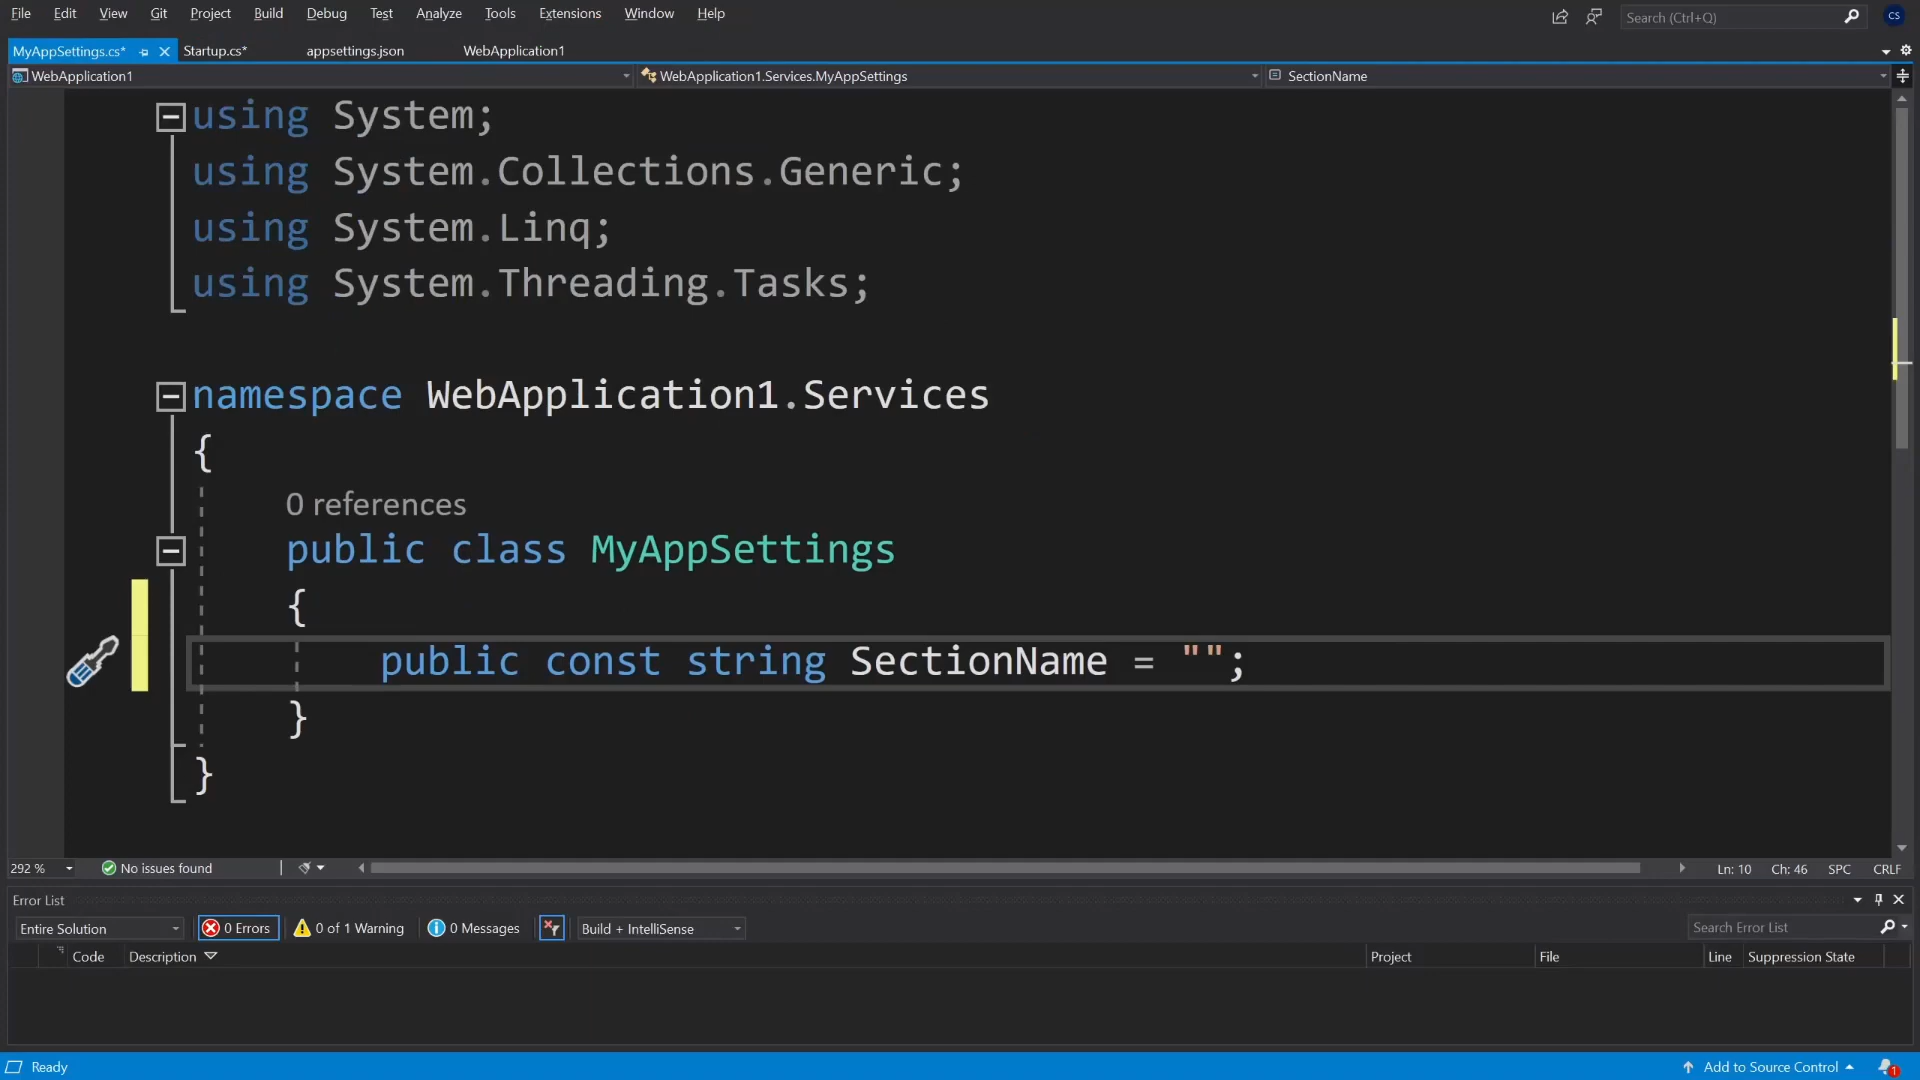 File Edit View Git Project Build Debug Test Analyze Tools Extensions Window Help Search (Ctrl+Q) CS
MyAppSettings.cs* Startup.cs* appsettings.json WebApplication1
WebApplication1 WebApplication1.Services.MyAppSettings SectionName
using System;
using System.Collections.Generic;
using System.Linq;
using System.Threading.Tasks;
namespace WebApplication1.Services
{
0 references
public class MyAppSettings
{
public const string SectionName = "";
}
}
292 % No issues found Ln: 10 Ch: 46 SPC CRLF
Error List
Entire Solution 0 Errors 0 of 1 Warning 0 Messages Build + IntelliSense Search Error List
Code Description Project File Line Suppression State
Ready Add to Source Control 1